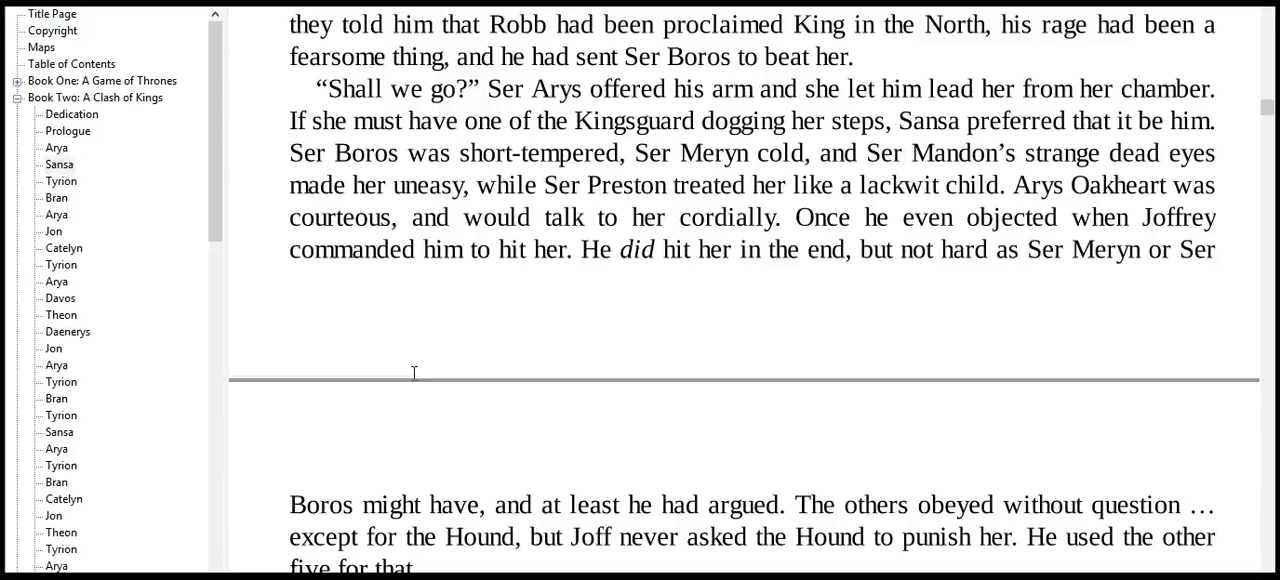 Title Page
Copyright
Maps
Table of Contents
Book One: A Game of Thrones
Book Two: A Clash of Kings
Dedication
Prologue
Arya
Sansa
Tyrion
Bran
Arya
Jon
Catelyn
Tyrion
Arya
Davos
Theon
Daenerys
Jon
Arya
Tyrion
Bran
Tyrion
Sansa
Arya
Tyrion
Bran
Catelyn
Jon
Theon
Tyrion
Arya
they told him that Robb had been proclaimed King in the North, his rage had been a
fearsome thing, and he had sent Ser Boros to beat her.
“Shall we go?” Ser Arys offered his arm and she let him lead her from her chamber.
If she must have one of the Kingsguard dogging her steps, Sansa preferred that it be him.
Ser Boros was short-tempered, Ser Meryn cold, and Ser Mandon’s strange dead eyes
made her uneasy, while Ser Preston treated her like a lackwit child. Arys Oakheart was
courteous, and would talk to her cordially. Once he even objected when Joffrey
commanded him to hit her. He did hit her in the end, but not hard as Ser Meryn or Ser
Boros might have, and at least he had argued. The others obeyed without question …
except for the Hound, but Joff never asked the Hound to punish her. He used the other
five for that